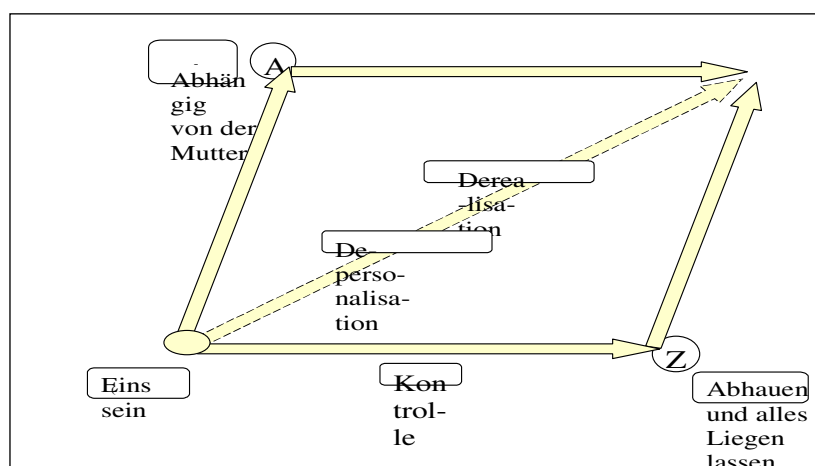 A
Abhän
gig
von der
Mutter
Derea
-lisa-
tion
De-
perso-
nalisa-
tion
Eins
sein
Kon
trol-
le
Z
Abhauen
und alles
Liegen
lassen